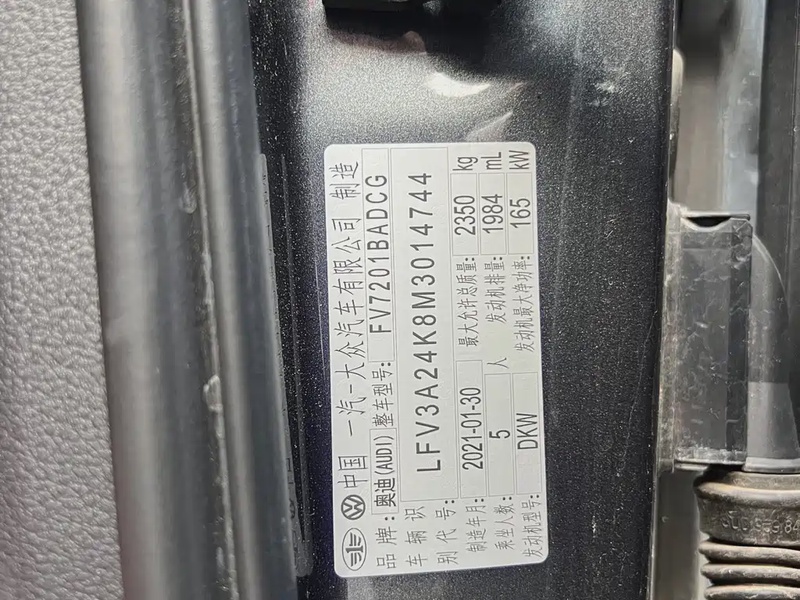 中国 一汽-大众汽车有限公司 制造
品牌: 奥迪(AUDI) 整车型号: FV7201BADCG
车辆识别代号: LFV3A24K8M3014744
制造年月: 2021-01-30 最大允许总质量: 2350 kg
乘坐人数: 5 人 发动机排量: 1984 mL
发动机型号: DKW 发动机最大净功率: 165 kW